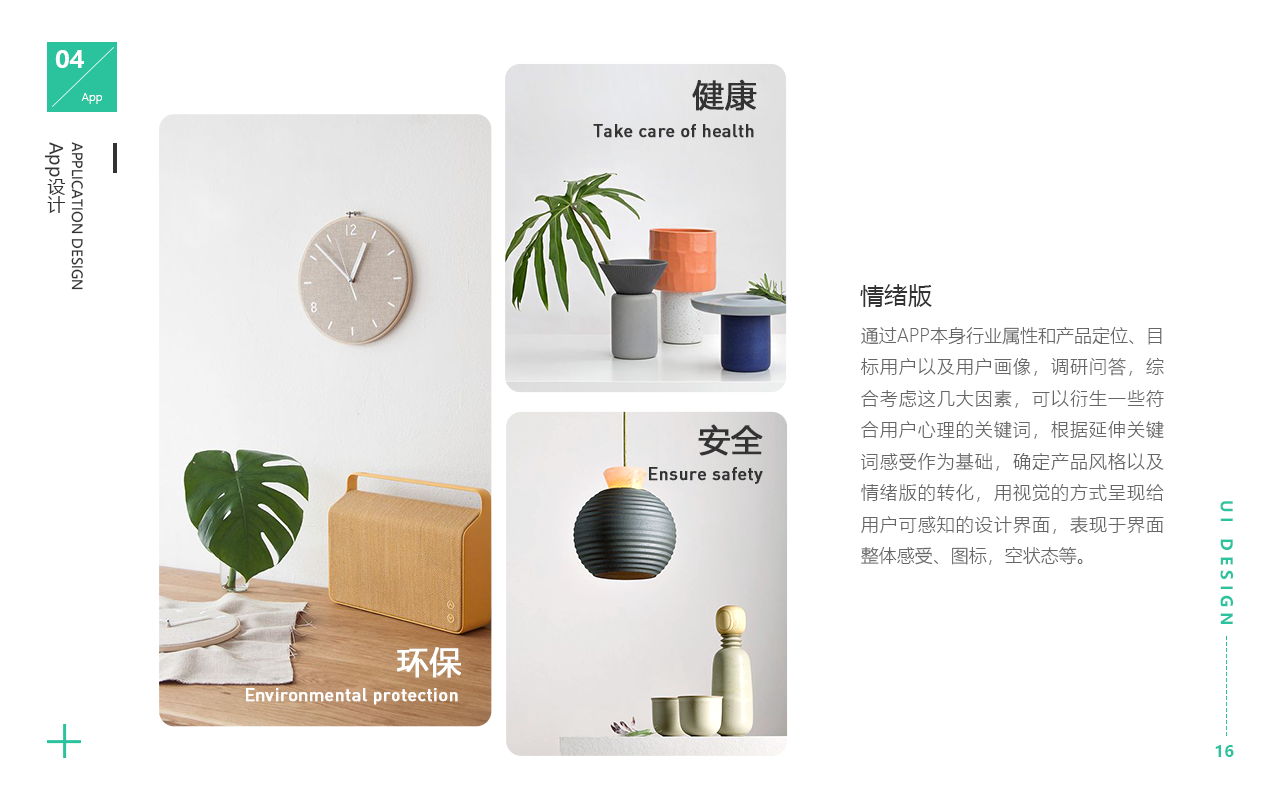 04
App
APPLICATION DESIGN
App设计
12
8
环保
Environmental protection
健康
Take care of health
安全
Ensure safety
情绪版
通过APP本身行业属性和产品定位、目
标用户以及用户画像，调研问答，综
合考虑这几大因素，可以衍生一些符
合用户心理的关键词，根据延伸关键
词感受作为基础，确定产品风格以及
情绪版的转化，用视觉的方式呈现给
用户可感知的设计界面，表现于界面
整体感受、图标，空状态等。
UI DESIGN
16